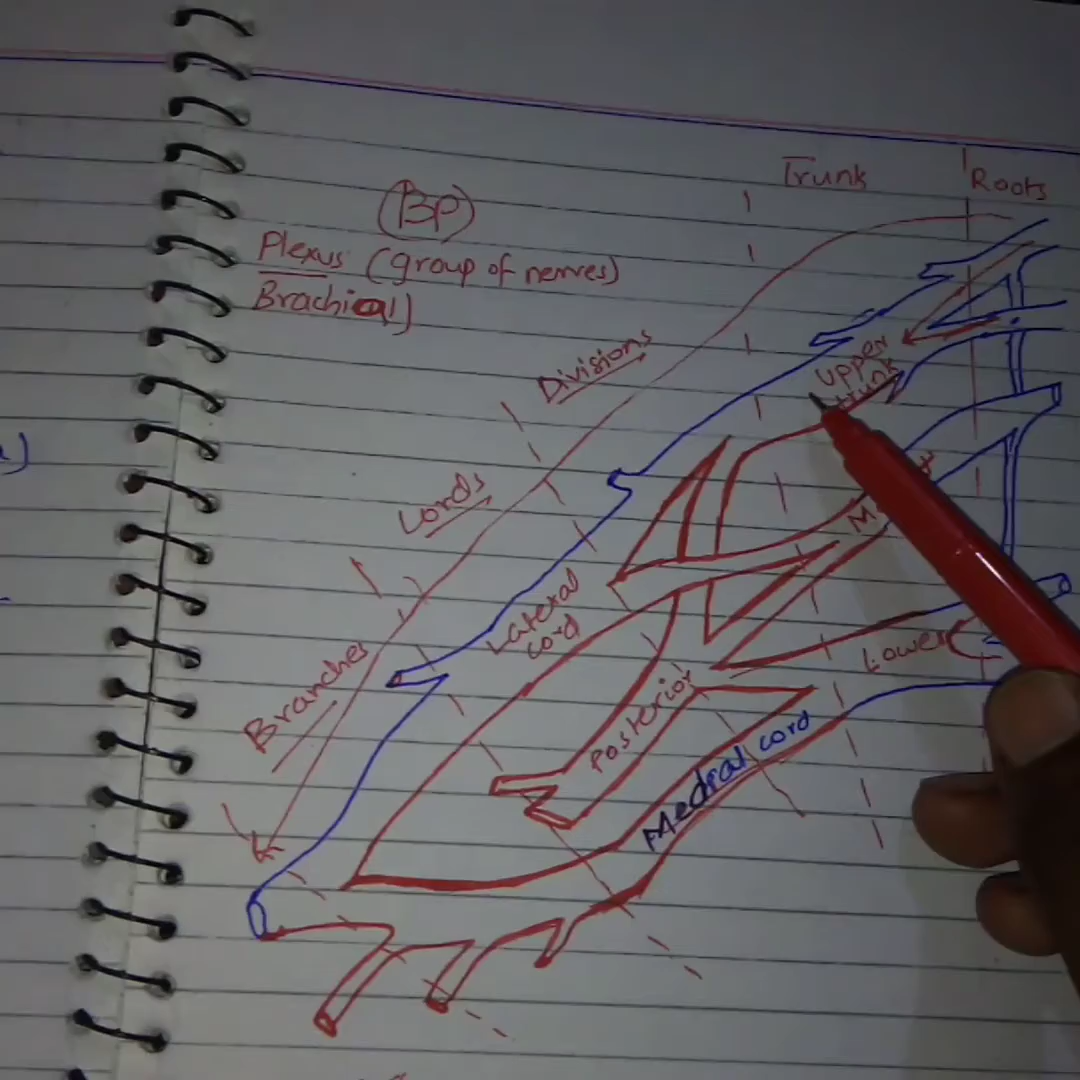 Trunk
Roots
BP
Plexus (group of nerves)
Brachial)
Divisions
Upper
trunk
Cords
Lateral
cord
Lower
Branches
Posterior
Medial cord